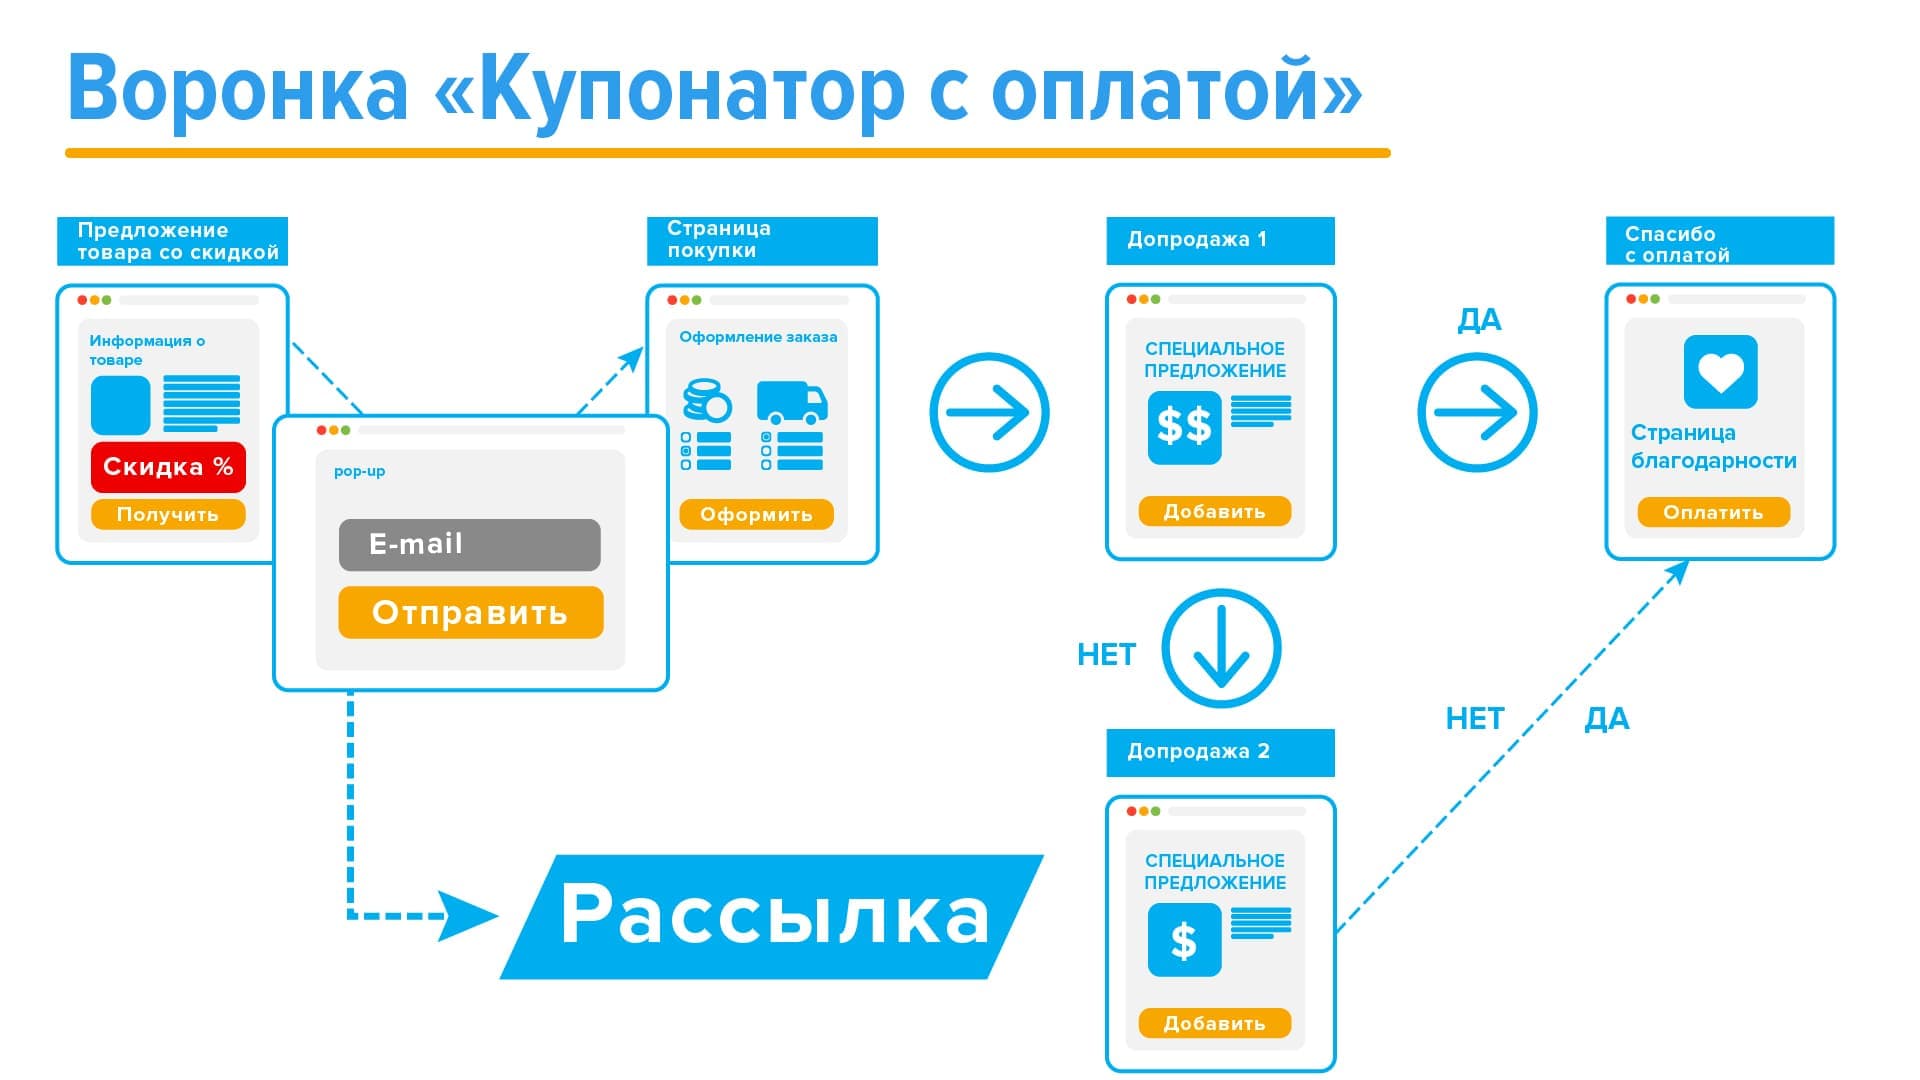 Воронка «Купонатор с оплатой»
Предложение
товара со скидкой
Информация о
товаре
Скидка %
Получить
pop-up
E-mail
Отправить
Страница
покупки
Оформление заказа
Оформить
Рассылка
Допродажа 1
СПЕЦИАЛЬНОЕ
ПРЕДЛОЖЕНИЕ
$$
Добавить
ДА
НЕТ
Допродажа 2
СПЕЦИАЛЬНОЕ
ПРЕДЛОЖЕНИЕ
$
Добавить
НЕТ
ДА
Спасибо
с оплатой
Страница
благодарности
Оплатить